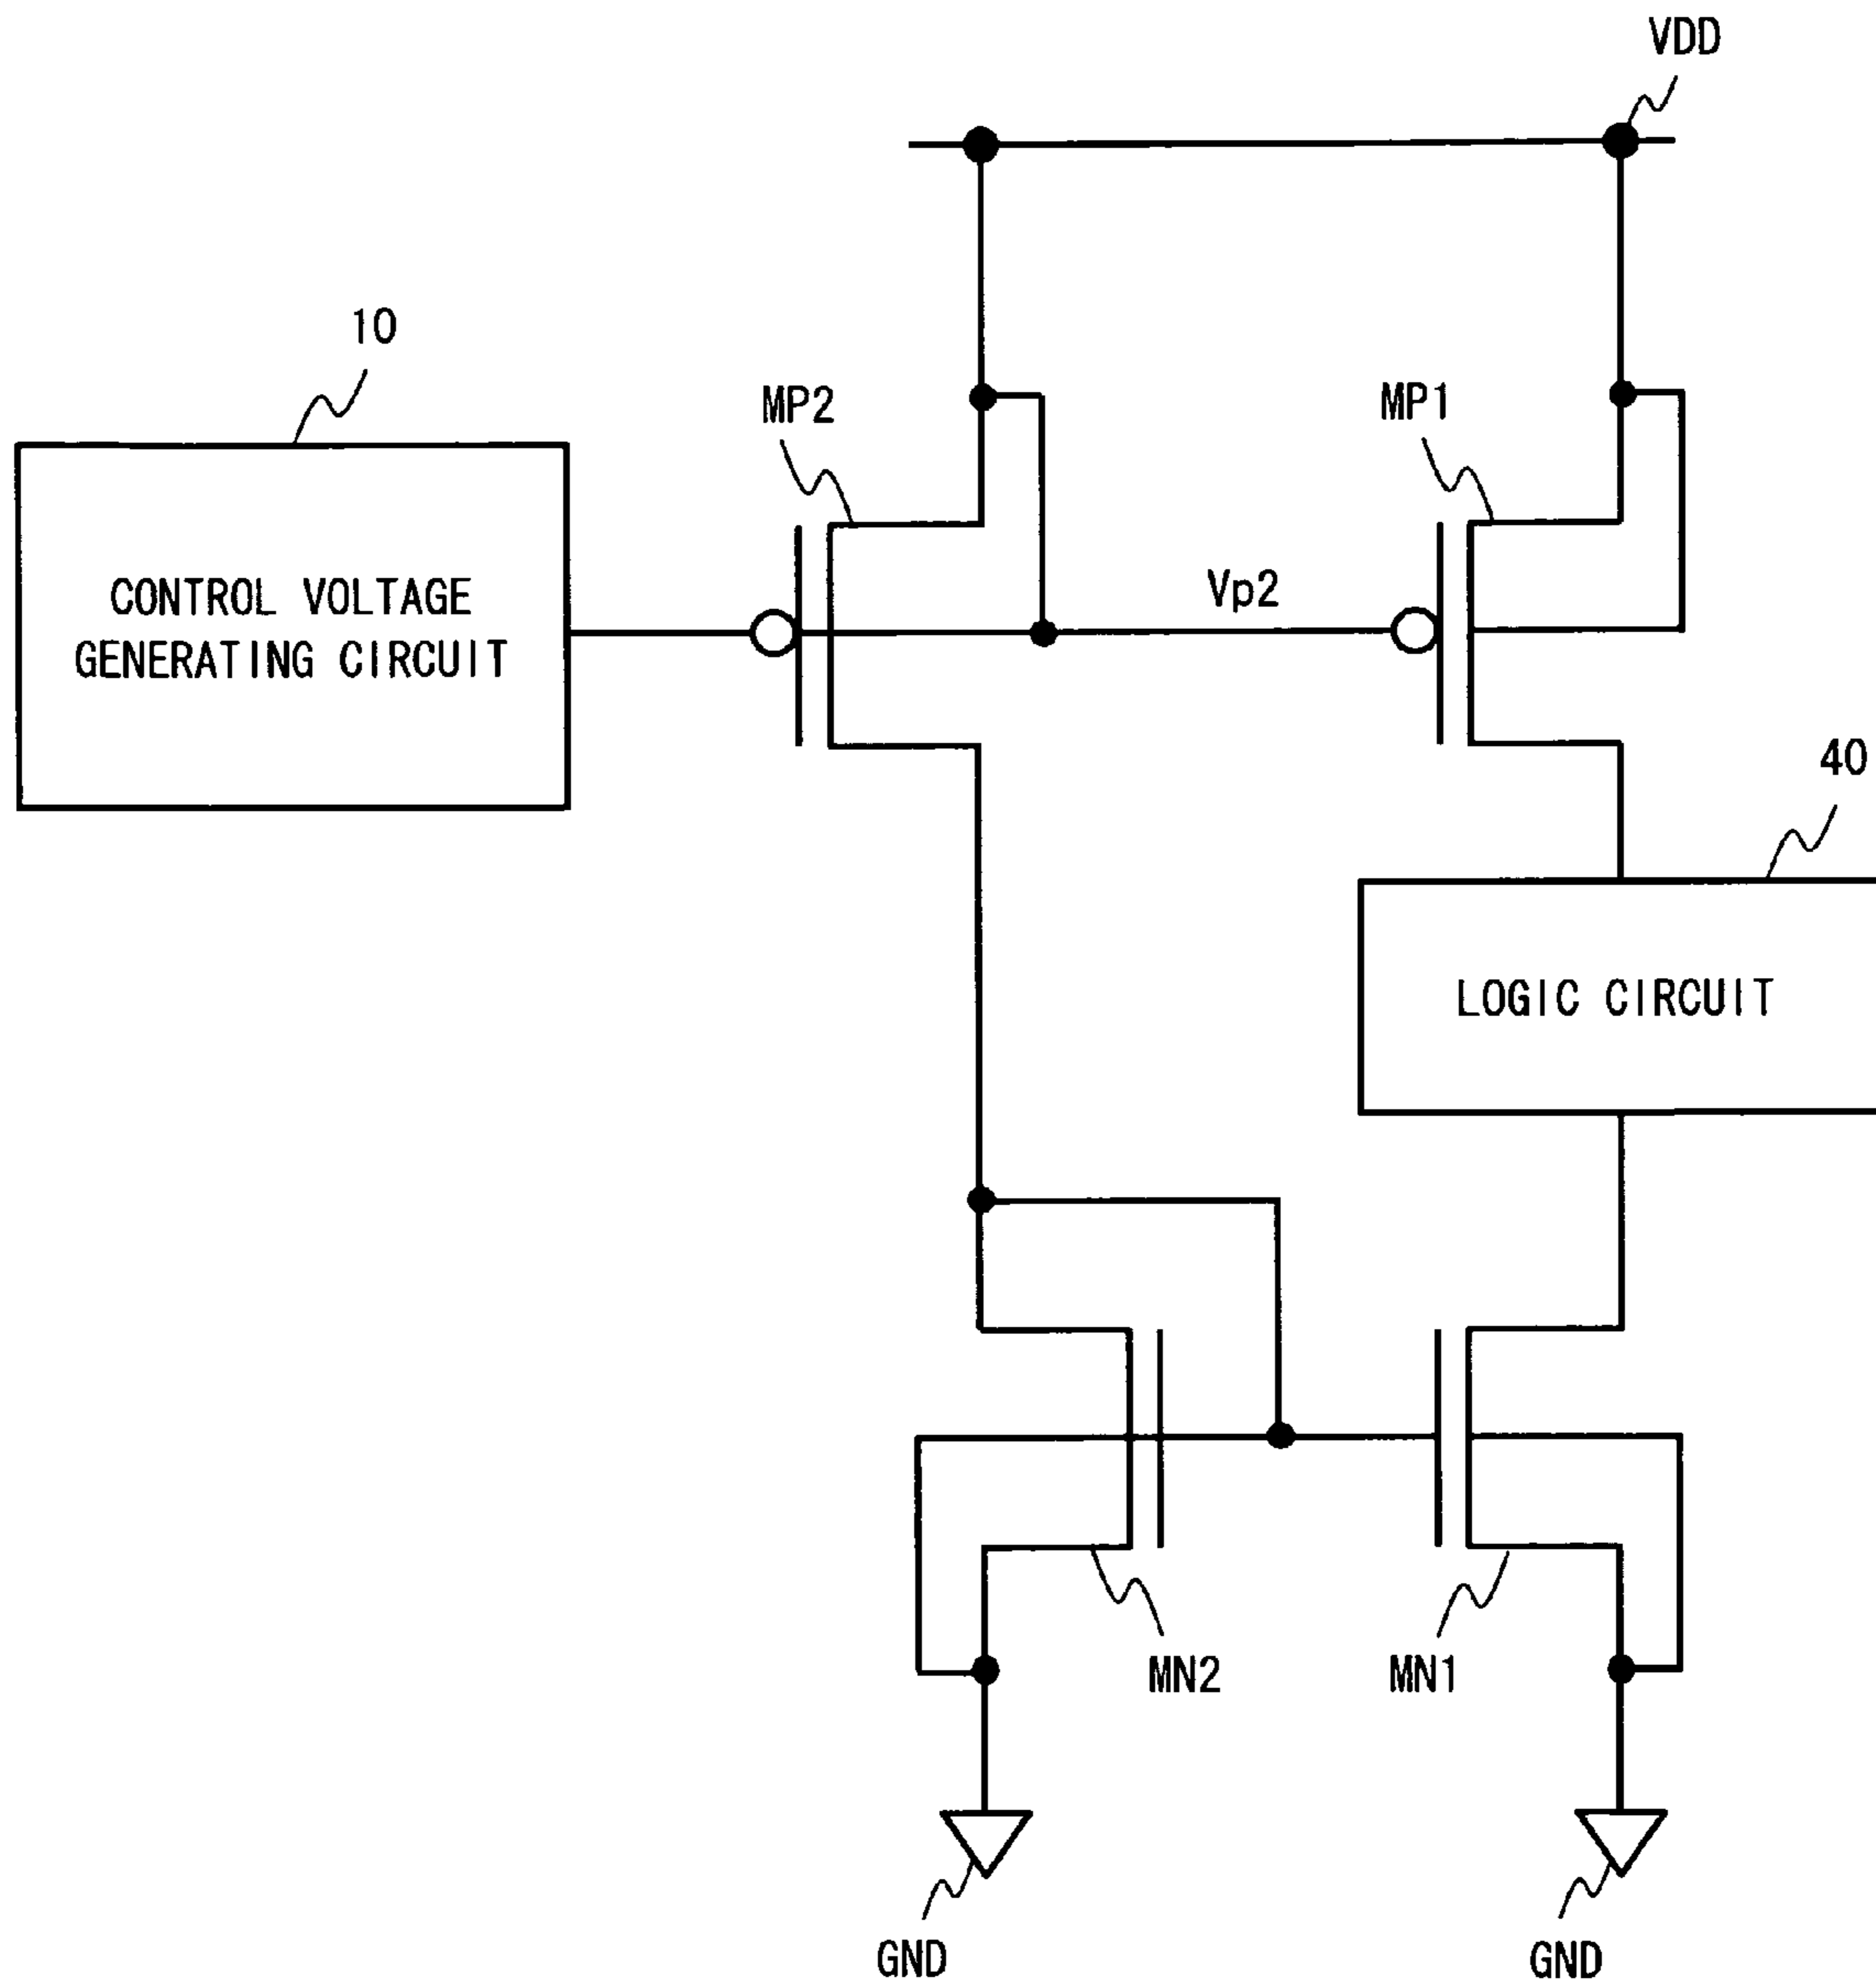 VDD
10
MP2
MP1
CONTROL VOLTAGE
GENERATING CIRCUIT
Vp2
40
LOGIC CIRCUIT
MN2
MN1
GND
GND